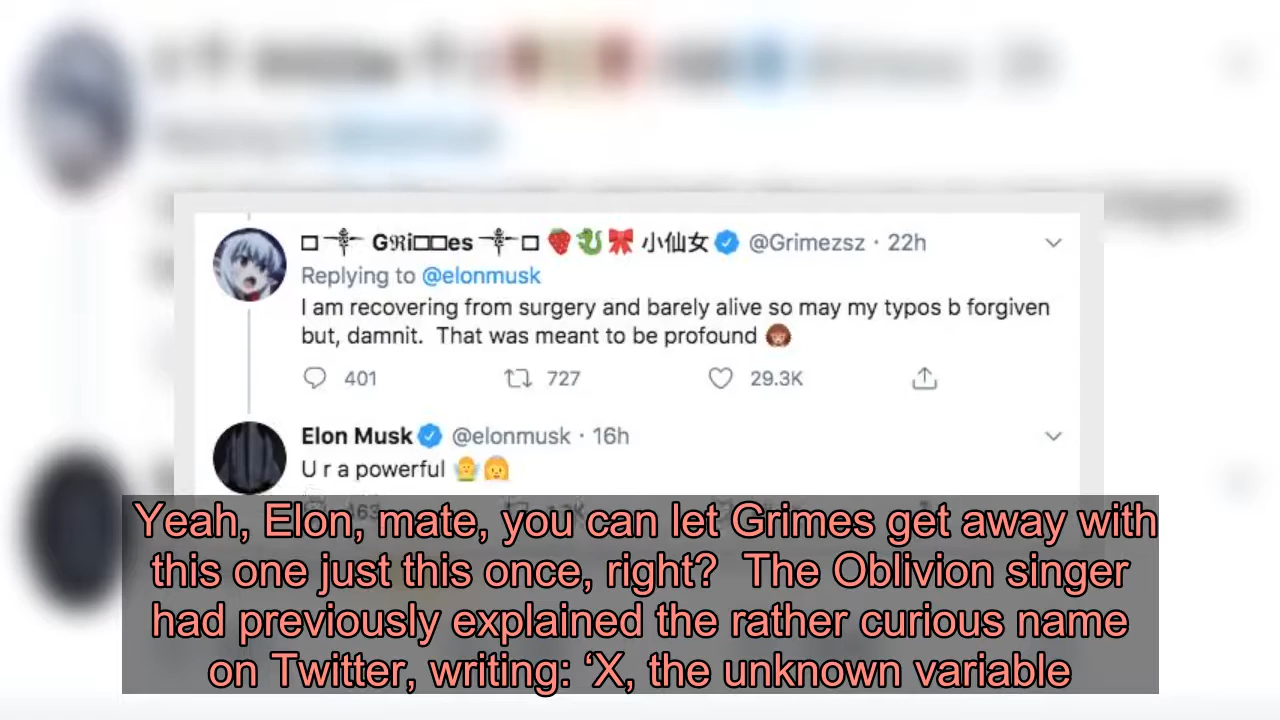 □ ⸸ Gℜi□□es ⸸ □ 🍓🐉🎀 小仙女 @Grimezsz · 22h
Replying to @elonmusk
I am recovering from surgery and barely alive so may my typos b forgiven
but, damnit. That was meant to be profound
401 727 29.3K
Elon Musk @elonmusk · 16h
U r a powerful
Yeah, Elon, mate, you can let Grimes get away with
this one just this once, right? The Oblivion singer
had previously explained the rather curious name
on Twitter, writing: ‘X, the unknown variable